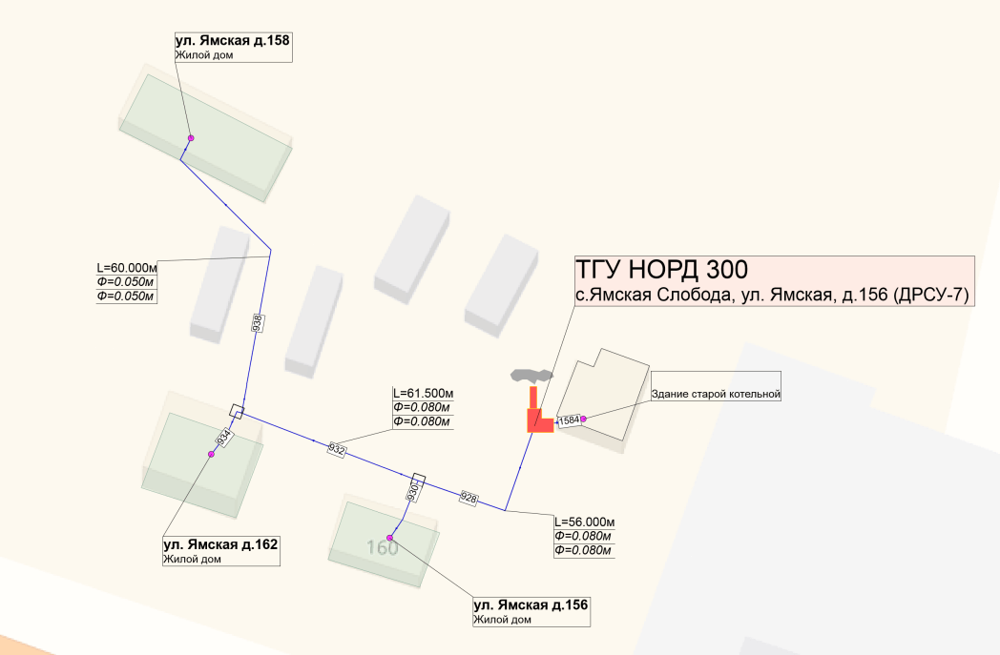 ул. Ямская д.158
Жилой дом
L=60.000м
Ф=0.050м
Ф=0.050м
938
ТГУ НОРД 300
с.Ямская Слобода, ул. Ямская, д.156 (ДРСУ-7)
Здание старой котельной
1584
L=61.500м
Ф=0.080м
Ф=0.080м
934
932
930
928
L=56.000м
Ф=0.080м
Ф=0.080м
ул. Ямская д.162
Жилой дом
160
ул. Ямская д.156
Жилой дом